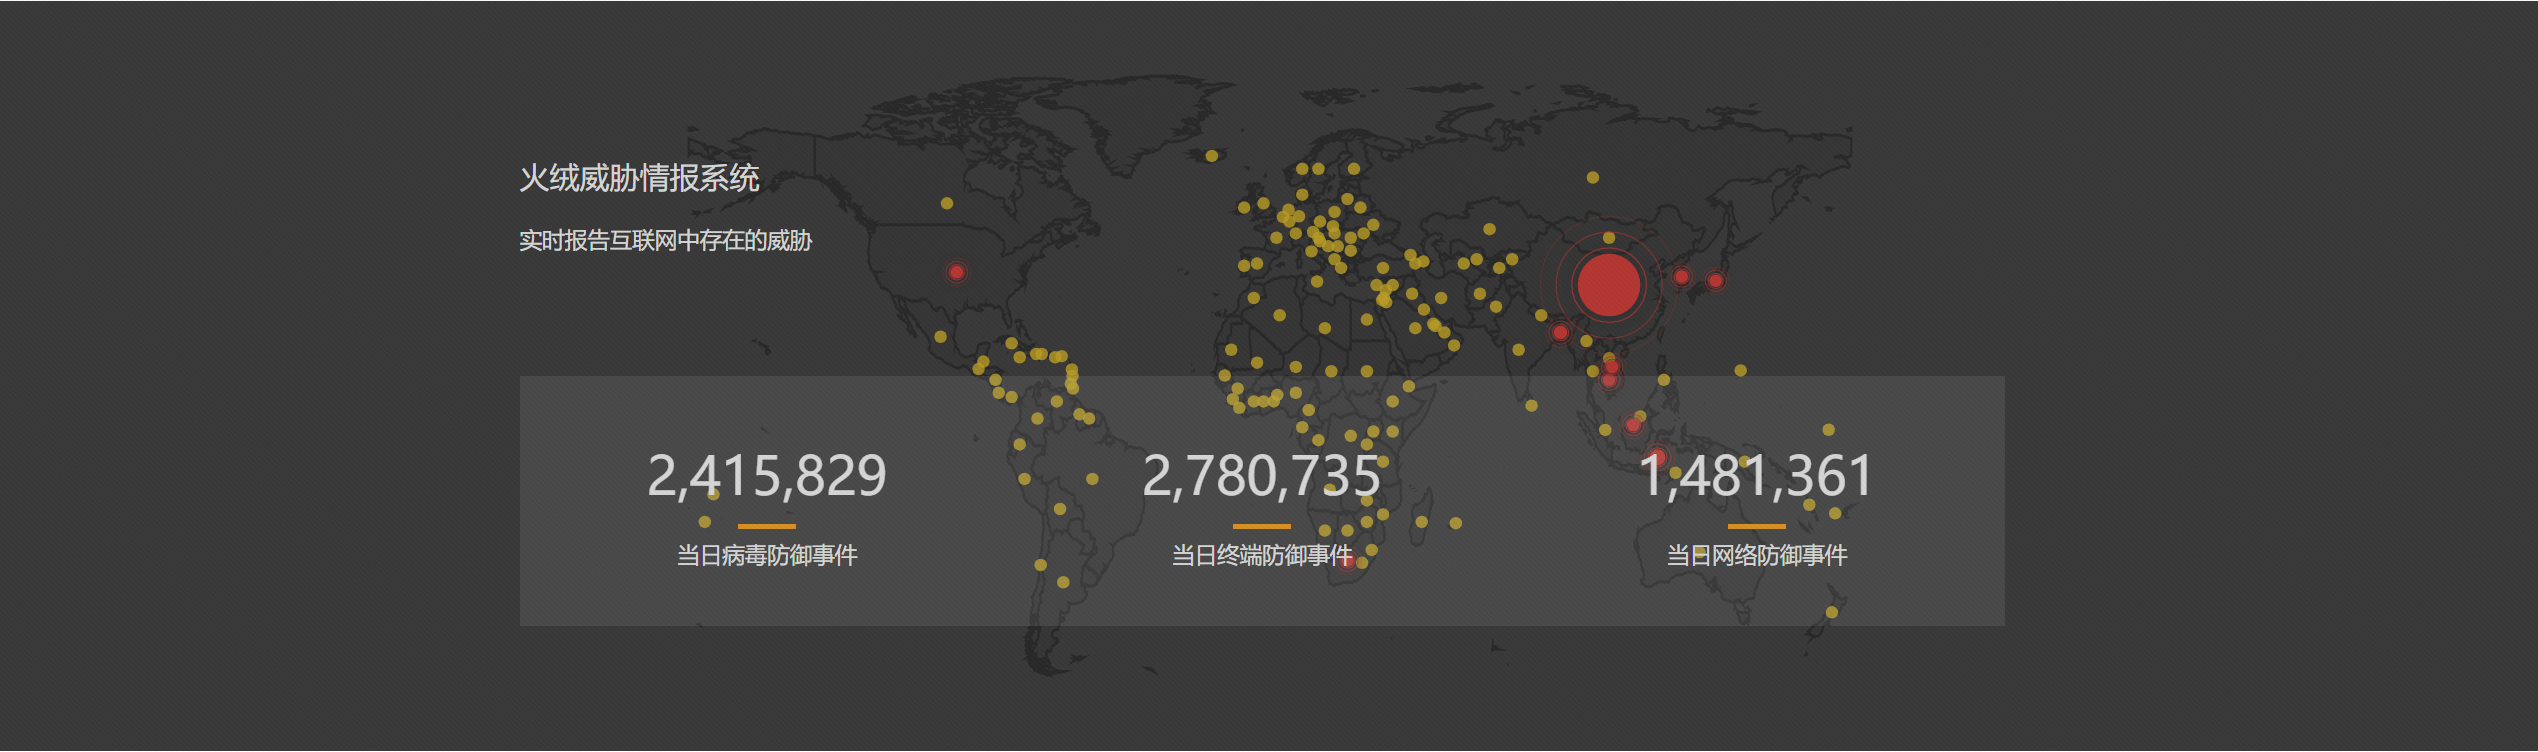 火绒威胁情报系统
实时报告互联网中存在的威胁
2,415,829
当日病毒防御事件
2,780,735
当日终端防御事件
1,481,361
当日网络防御事件